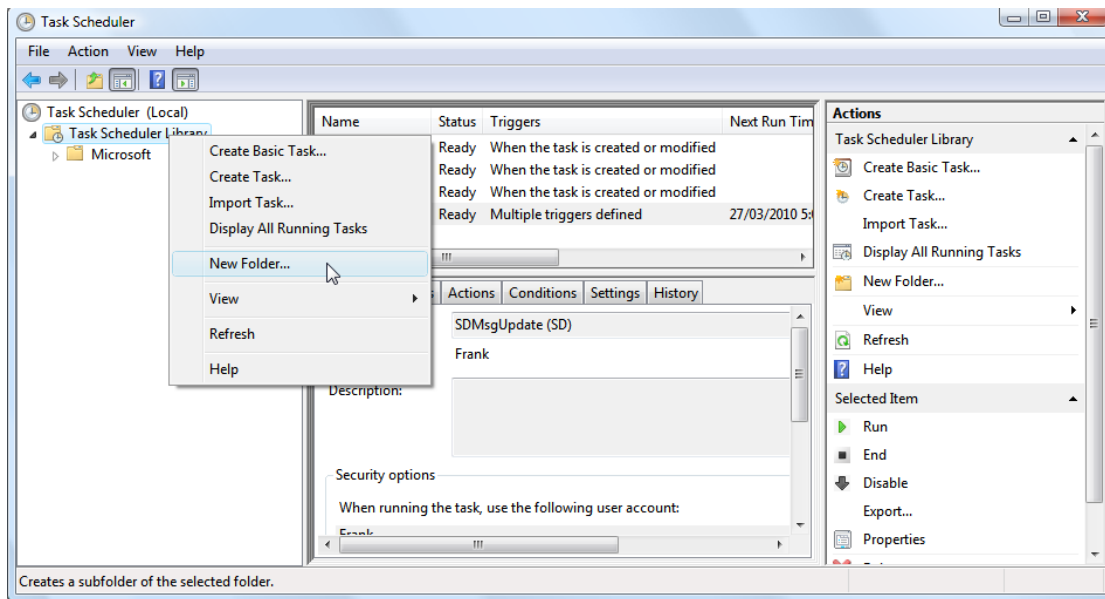 Task Scheduler
File Action View Help
Task Scheduler (Local)
Task Scheduler Library
Microsoft
Create Basic Task...
Create Task...
Import Task...
Display All Running Tasks
New Folder...
View
Refresh
Help
Name Status Triggers Next Run Tim
Ready When the task is created or modified
Ready When the task is created or modified
Ready When the task is created or modified
Ready Multiple triggers defined 27/03/2010 5:0
Actions Conditions Settings History
SDMsgUpdate (SD)
Frank
Description:
Security options
When running the task, use the following user account:
Frank
Actions
Task Scheduler Library
Create Basic Task...
Create Task...
Import Task...
Display All Running Tasks
New Folder...
View
Refresh
Help
Selected Item
Run
End
Disable
Export...
Properties
Creates a subfolder of the selected folder.